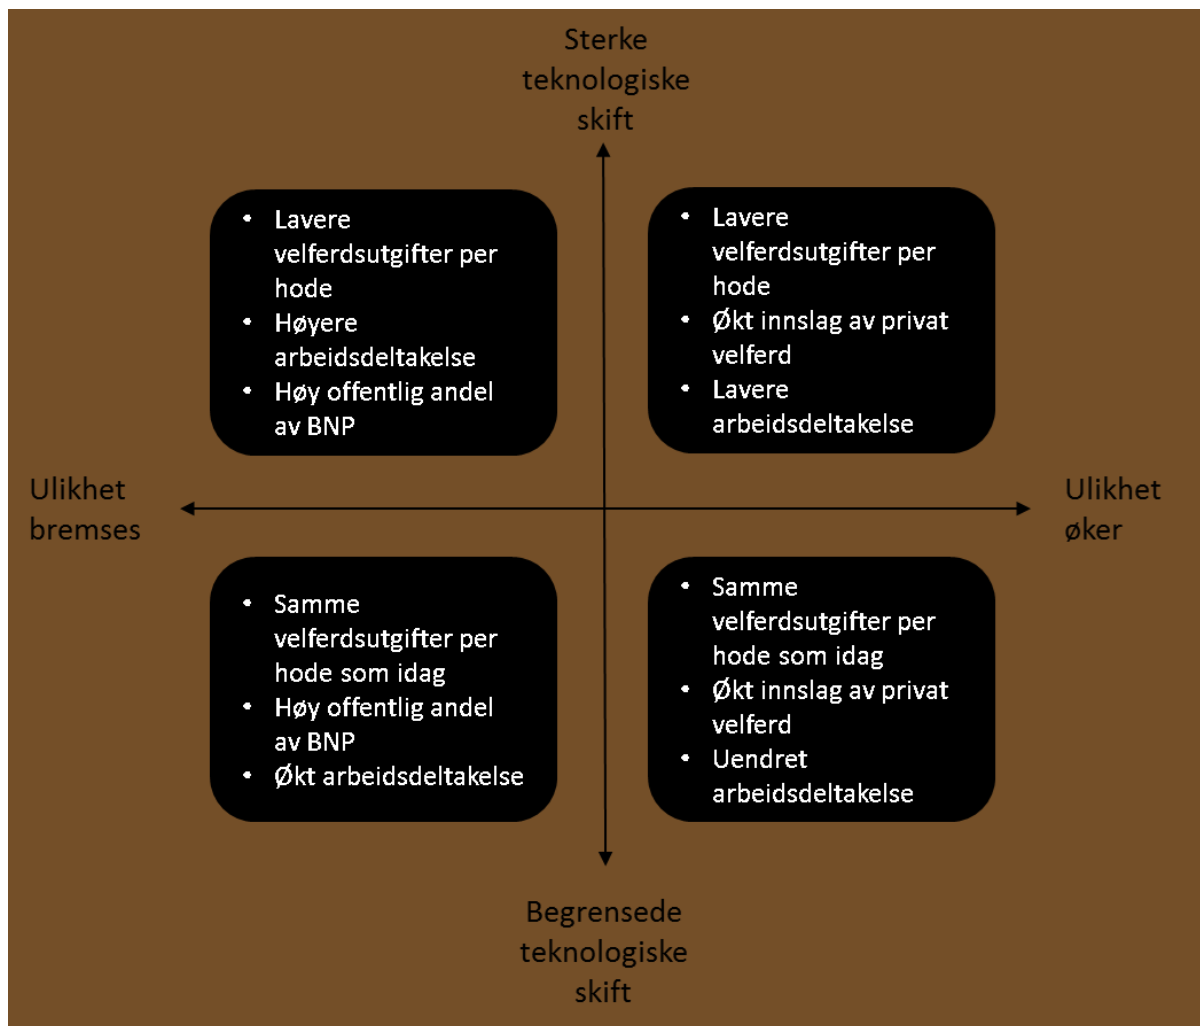 Sterke
teknologiske
skift
• Lavere
velferdsutgifter per
hode
• Høyere
arbeidsdeltakelse
• Høy offentlig andel
av BNP
• Lavere
velferdsutgifter per
hode
• Økt innslag av privat
velferd
• Lavere
arbeidsdeltakelse
Ulikhet
bremses
Ulikhet
øker
• Samme
velferdsutgifter per
hode som idag
• Høy offentlig andel
av BNP
• Økt arbeidsdeltakelse
• Samme
velferdsutgifter per
hode som idag
• Økt innslag av privat
velferd
• Uendret
arbeidsdeltakelse
Begrensede
teknologiske
skift